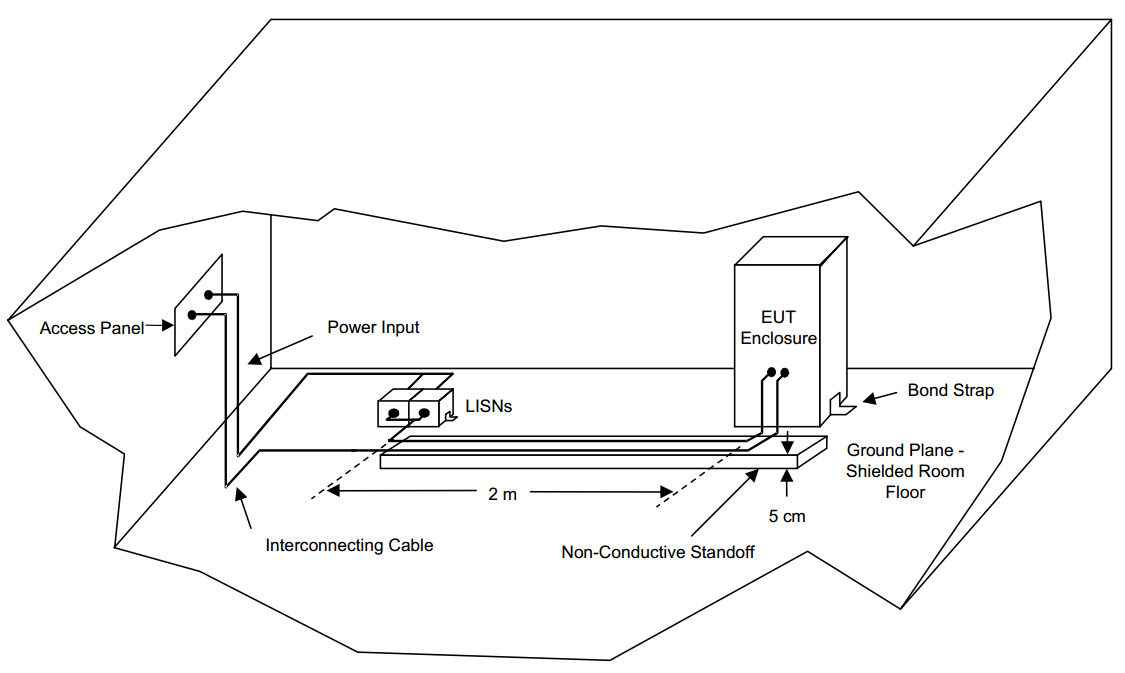 EUT
Enclosure
Access Panel
Power Input
Bond Strap
LISNs
Ground Plane -
Shielded Room
Floor
2 m
5 cm
Interconnecting Cable
Non-Conductive Standoff